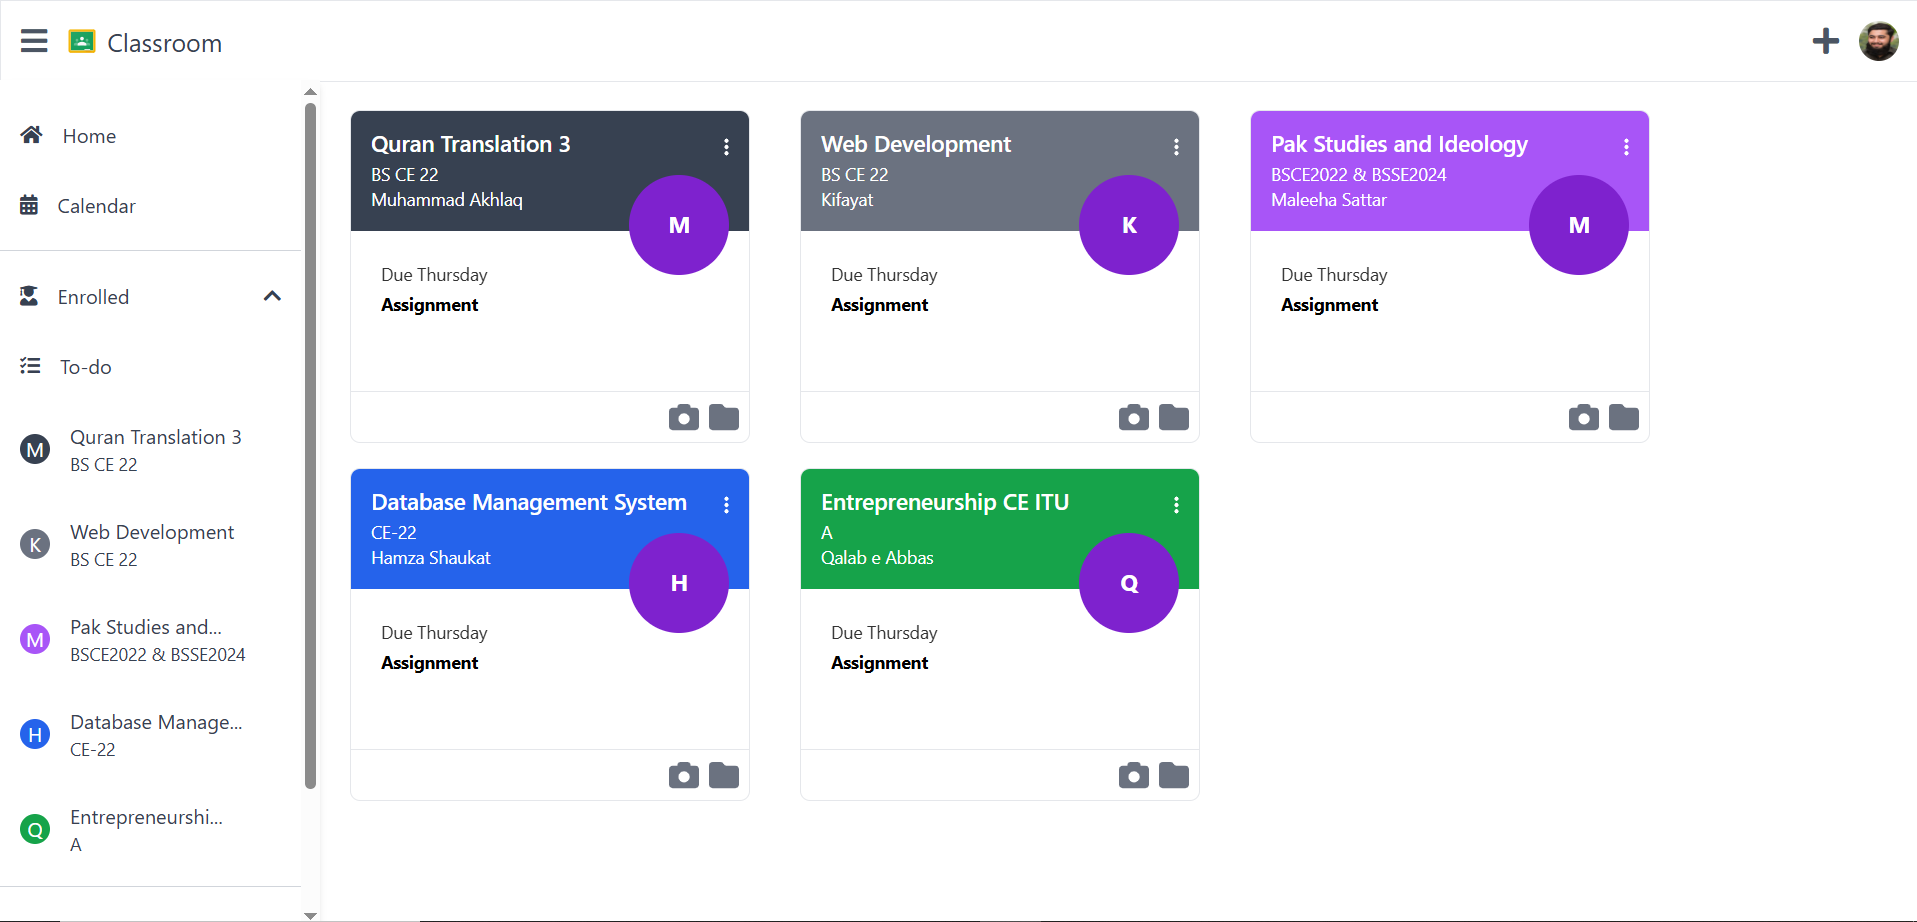 Classroom
Home
Calendar
Enrolled
To-do
M
Quran Translation 3
BS CE 22
K
Web Development
BS CE 22
M
Pak Studies and...
BSCE2022 & BSSE2024
H
Database Manage...
CE-22
Q
Entrepreneurshi...
A
Quran Translation 3
BS CE 22
Muhammad Akhlaq
M
Due Thursday
Assignment
Web Development
BS CE 22
Kifayat
K
Due Thursday
Assignment
Pak Studies and Ideology
BSCE2022 & BSSE2024
Maleeha Sattar
M
Due Thursday
Assignment
Database Management System
CE-22
Hamza Shaukat
H
Due Thursday
Assignment
Entrepreneurship CE ITU
A
Qalab e Abbas
Q
Due Thursday
Assignment